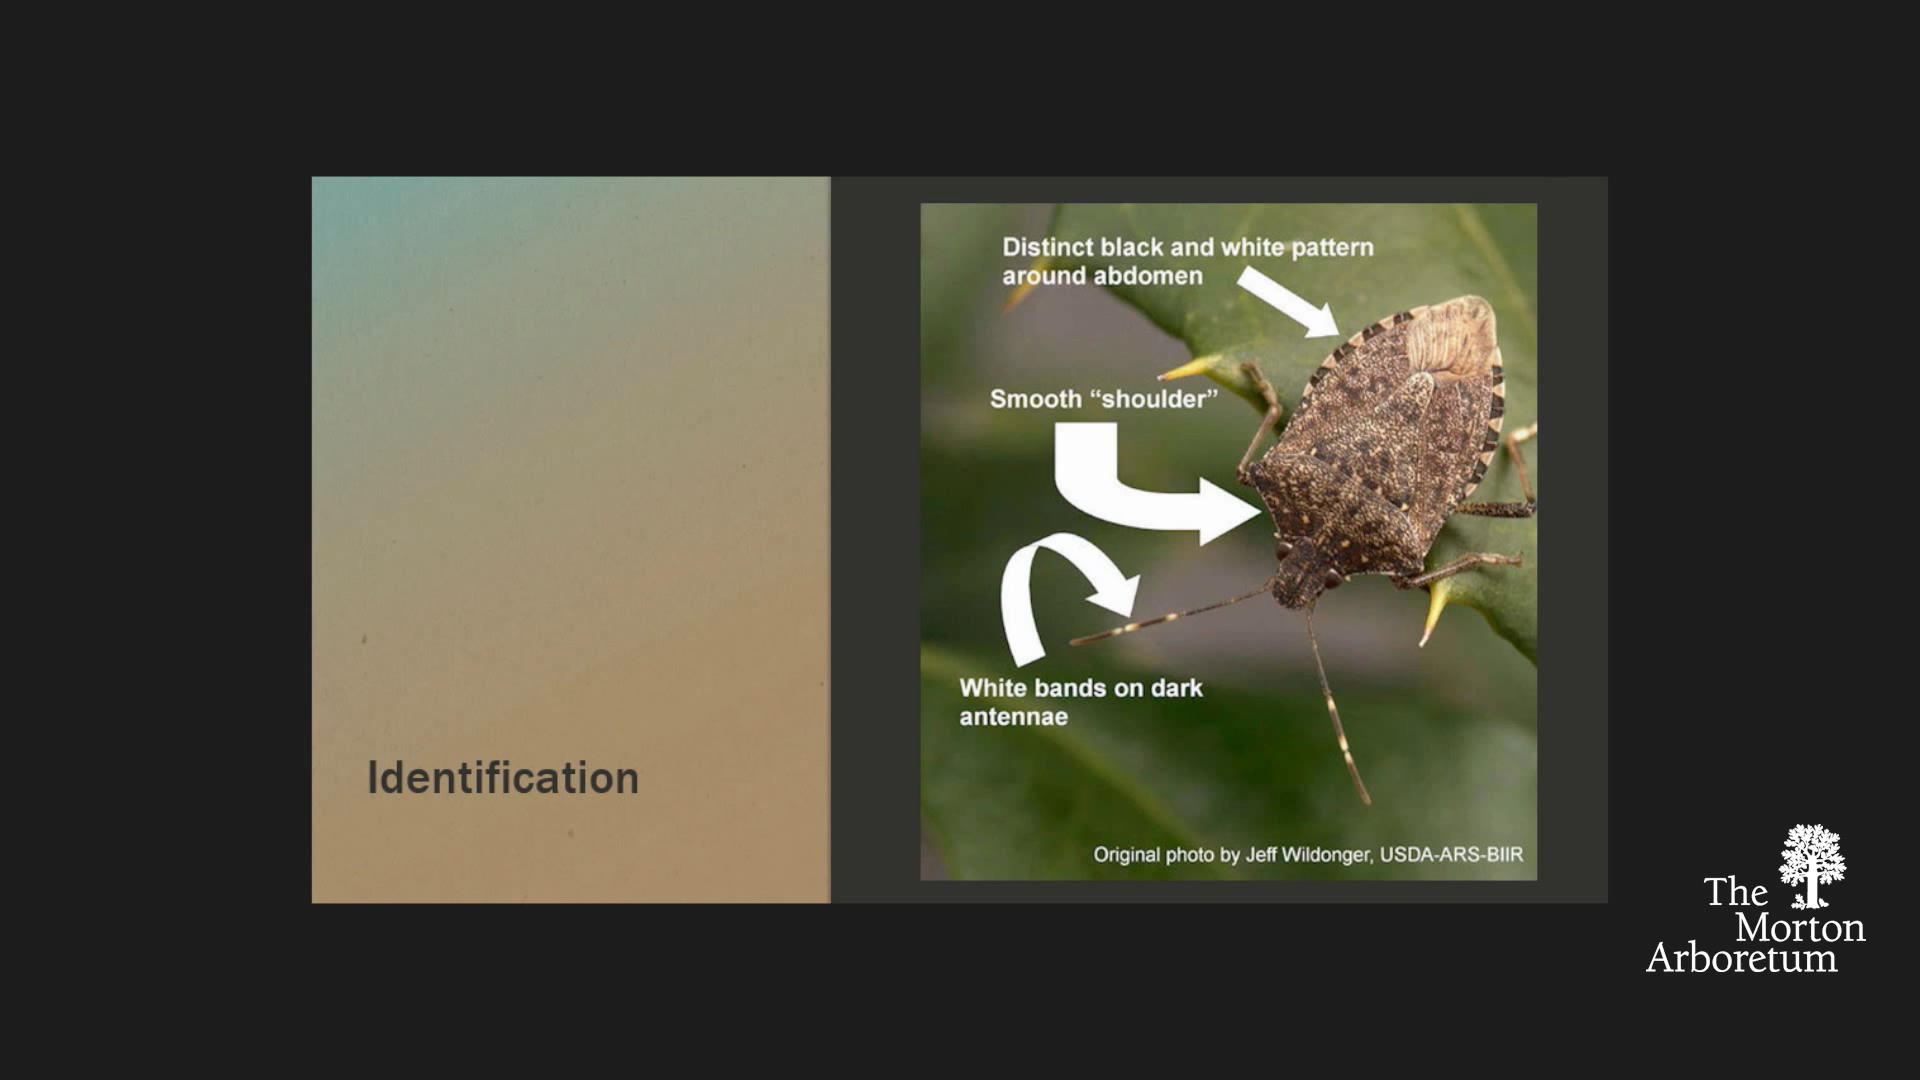 Identification
Distinct black and white pattern
around abdomen
Smooth “shoulder”
White bands on dark
antennae
Original photo by Jeff Wildonger, USDA-ARS-BIIR
The
Morton
Arboretum